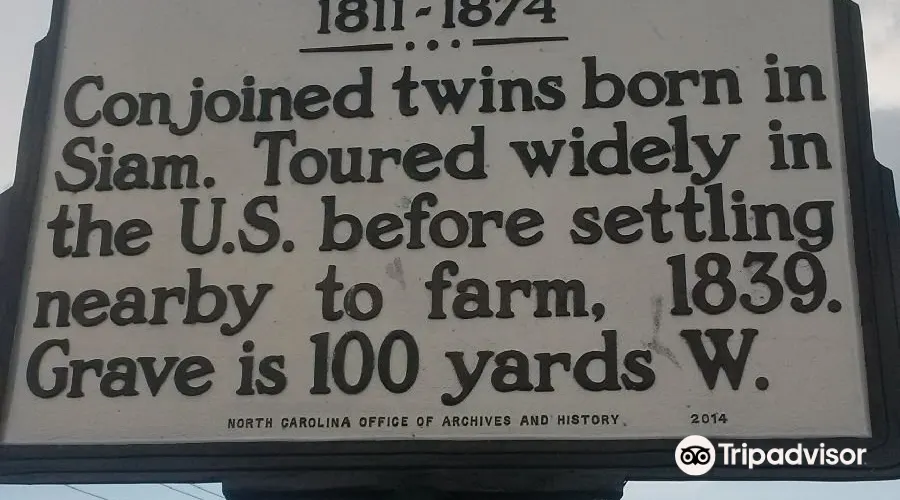 1811-1874
Conjoined twins born in
Siam. Toured widely in
the U.S. before settling
nearby to farm, 1839.
Grave is 100 yards W.
NORTH CAROLINA OFFICE OF ARCHIVES AND HISTORY 2014
Tripadvisor